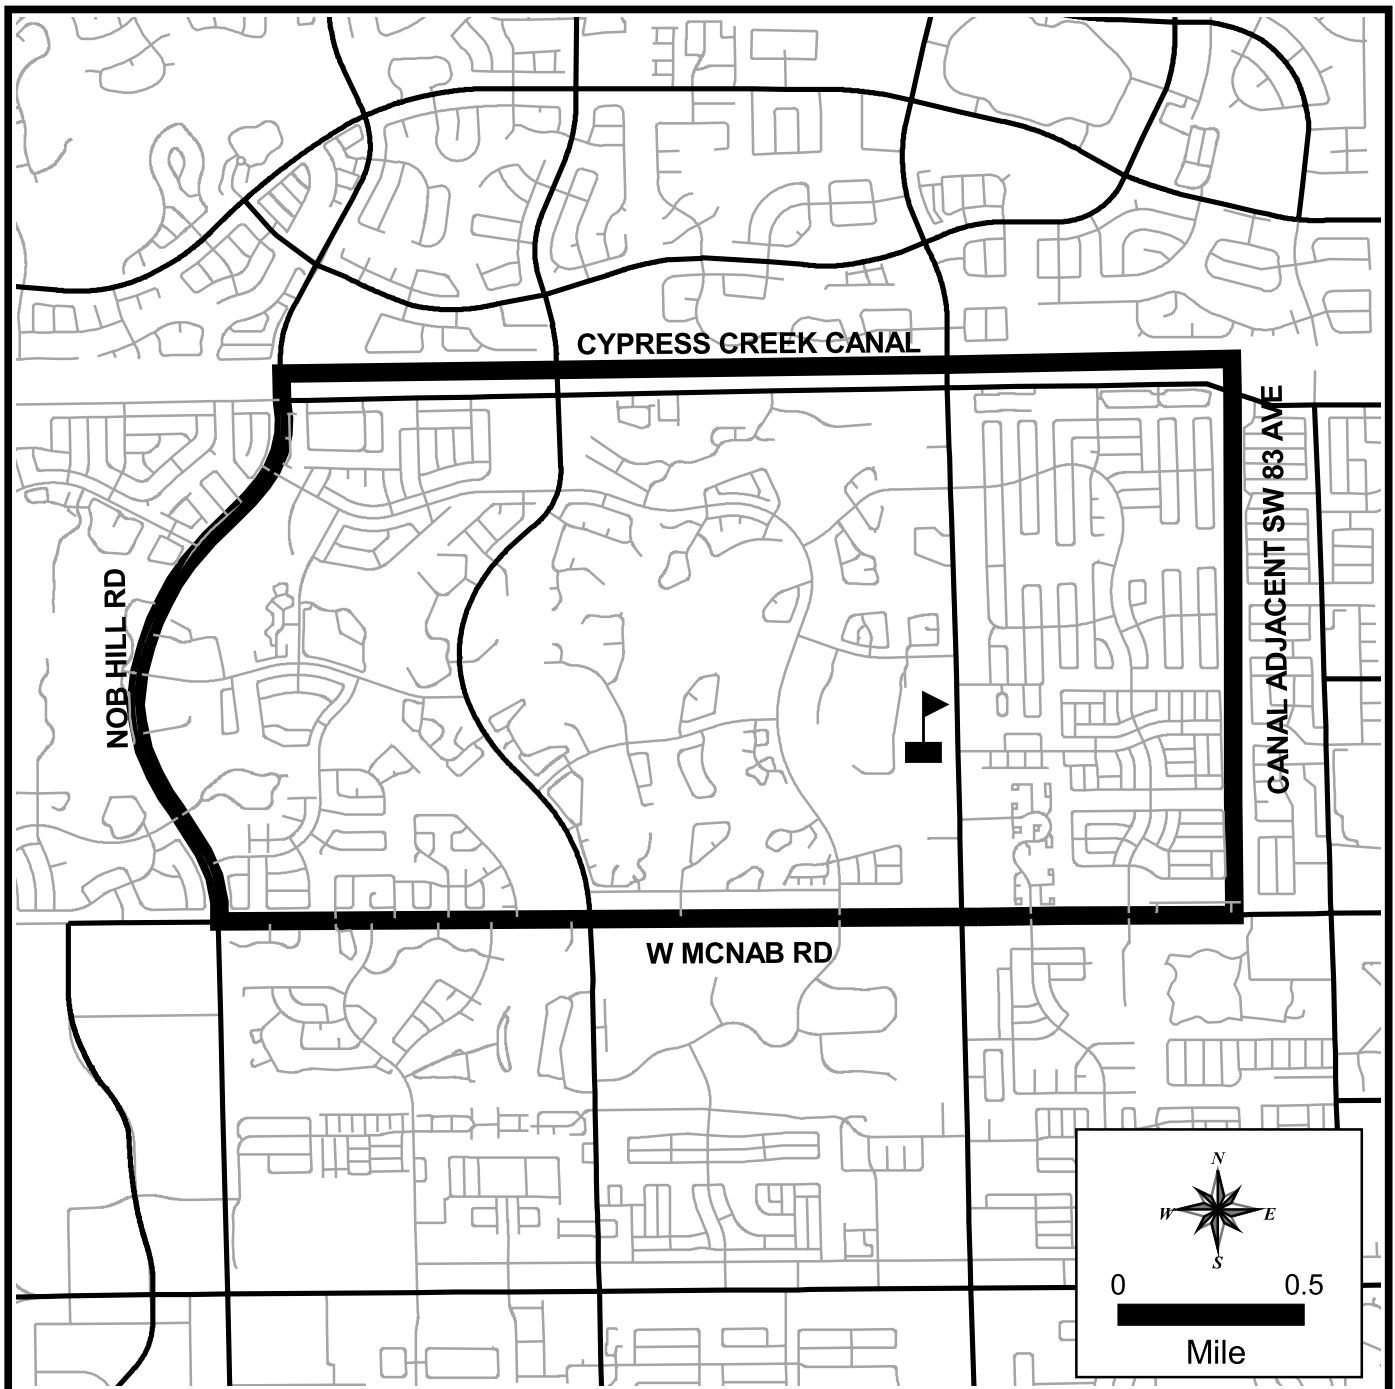 CYPRESS CREEK CANAL
CANAL ADJACENT SW 83 AVE
NOB HILL RD
W MCNAB RD
N
W E
S
0 0.5
Mile